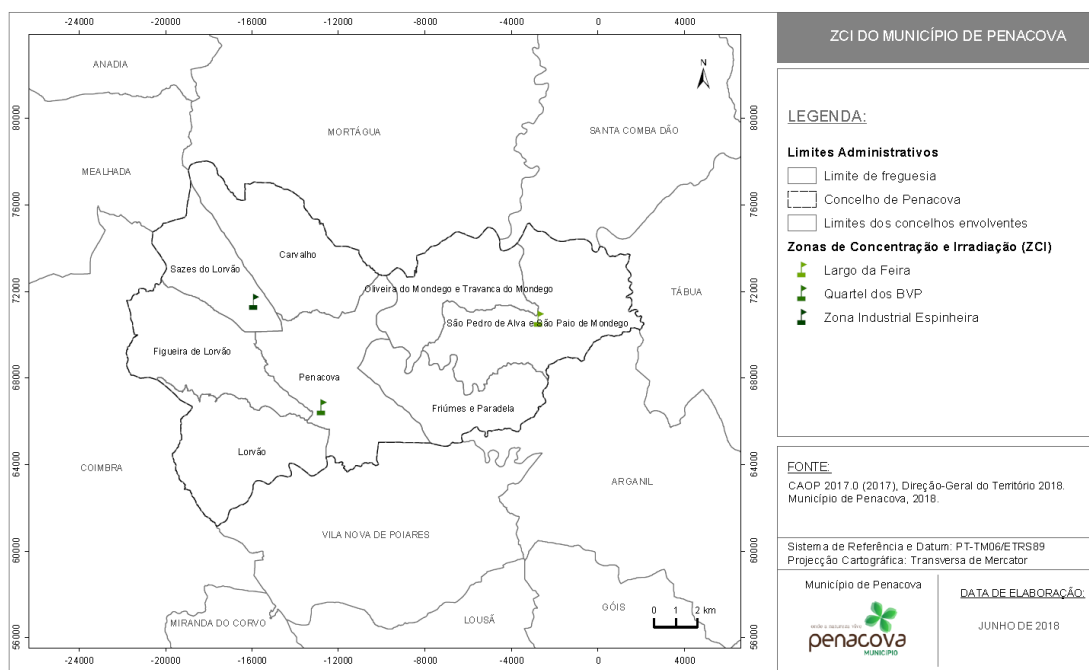 -24000 -20000 -16000 -12000 -8000 -4000 0 4000
ZCI DO MUNICÍPIO DE PENACOVA
N
ANADIA
MORTÁGUA
SANTA COMBA DÃO
MEALHADA
Carvalho
Sazes do Lorvão
Oliveira do Mondego e Travanca do Mondego
TÁBUA
São Pedro de Alva e São Paio de Mondego
Figueira de Lorvão
Penacova
Friúmes e Paradela
Lorvão
COIMBRA
ARGANIL
VILA NOVA DE POIARES
GÓIS
LOUSÃ
MIRANDA DO CORVO
0 1 2 km
80000
76000
72000
68000
64000
60000
56000
80000
76000
72000
68000
64000
60000
56000
-24000 -20000 -16000 -12000 -8000 -4000 0 4000
LEGENDA:
Limites Administrativos
Limite de freguesia
Concelho de Penacova
Limites dos concelhos envolventes
Zonas de Concentração e Irradiação (ZCI)
Largo da Feira
Quartel dos BVP
Zona Industrial Espinheira
FONTE:
CAOP 2017.0 (2017), Direção-Geral do Território 2018.
Município de Penacova, 2018.
Sistema de Referência e Datum: PT-TM06/ETRS89
Projecção Cartográfica: Transversa de Mercator
Município de Penacova
penacova
MUNICÍPIO
DATA DE ELABORAÇÃO:
JUNHO DE 2018